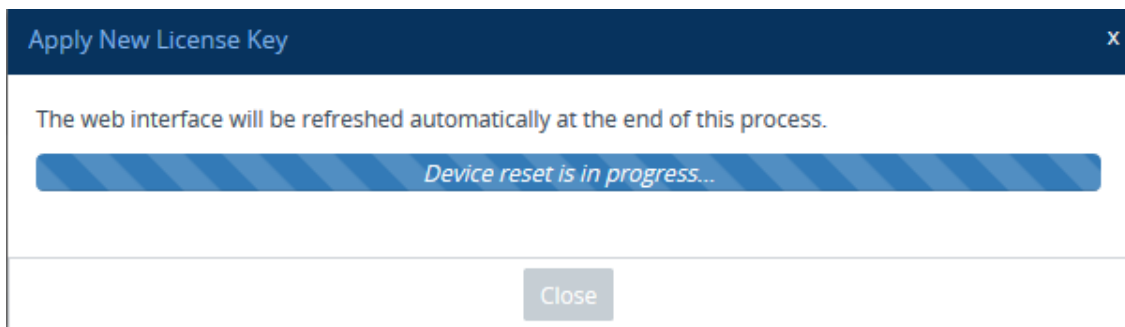 Apply New License Key
x
The web interface will be refreshed automatically at the end of this process.
Device reset is in progress...
Close